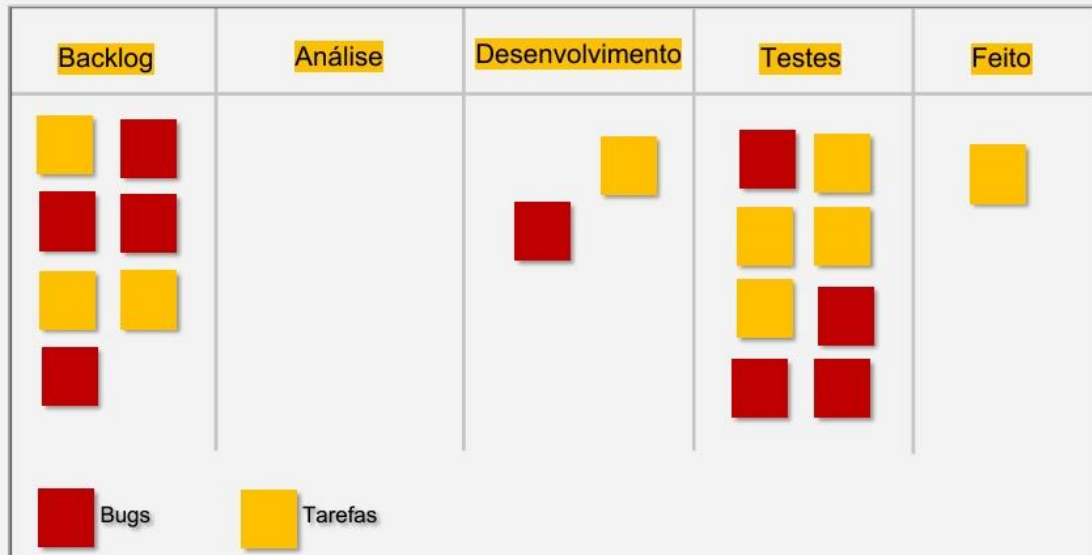 Backlog
Análise
Desenvolvimento
Testes
Feito
Bugs
Tarefas